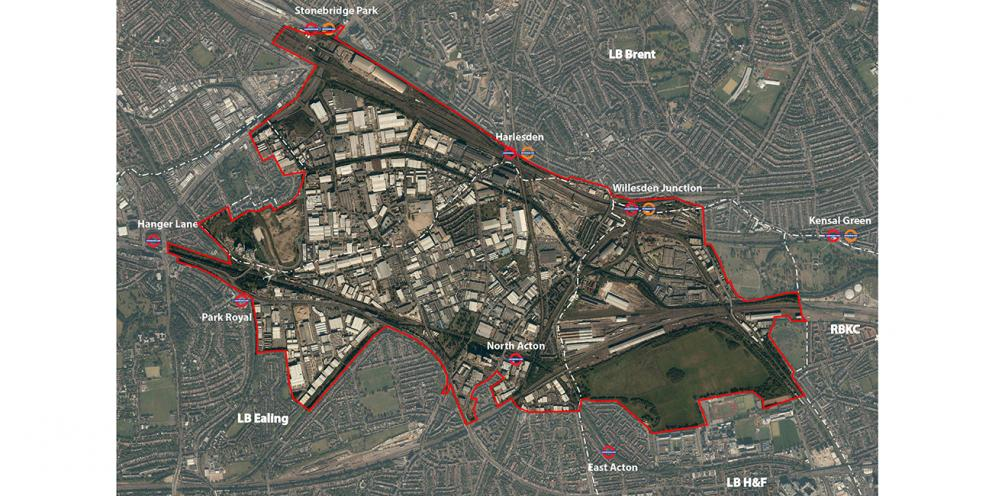 Stonebridge Park
LB Brent
Harlesden
Willesden Junction
Kensal Green
Hanger Lane
Park Royal
RBKC
North Acton
LB Ealing
East Acton
LB H&F